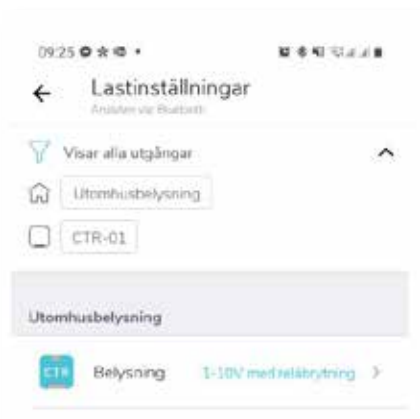 09:25
Lastinställningar
Ansluten via Bluetooth
Visar alla utgångar
Utomhusbelysning
CTR-01
Utomhusbelysning
CTR Belysning 1-10V med reläbrytning